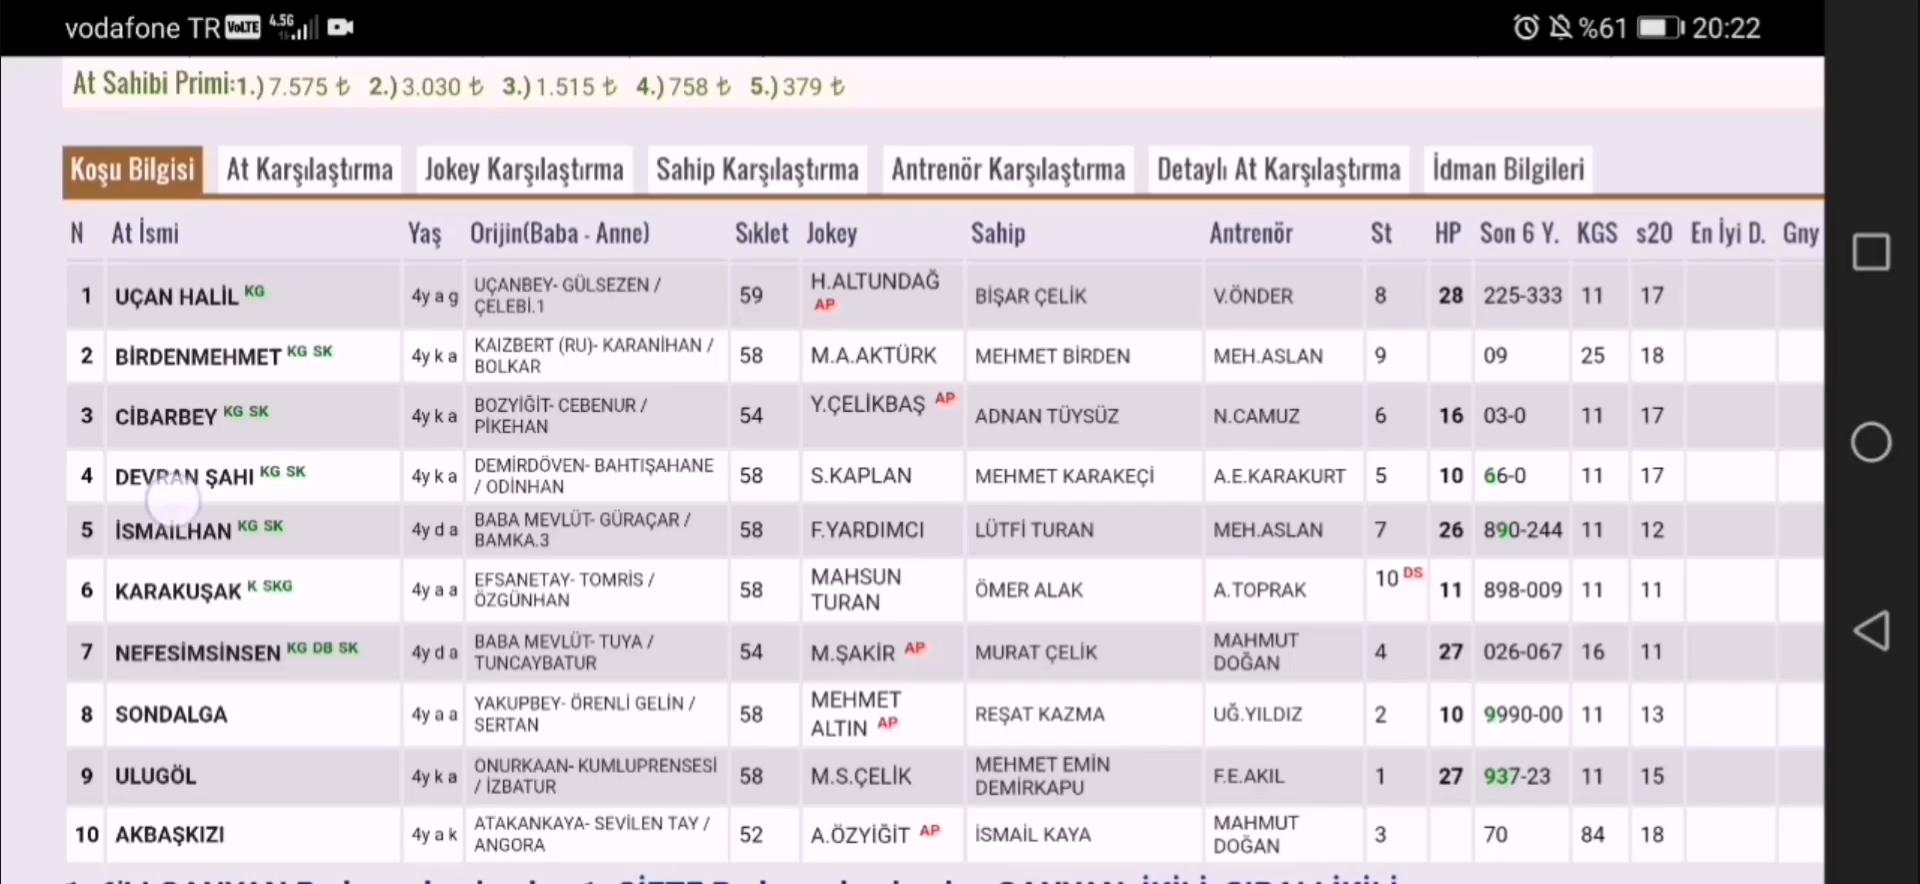 vodafone TR VoLTE 4.5G %61 20:22
At Sahibi Primi:1.) 7.575 ₺ 2.) 3.030 ₺ 3.) 1.515 ₺ 4.) 758 ₺ 5.) 379 ₺
Koşu Bilgisi At Karşılaştırma Jokey Karşılaştırma Sahip Karşılaştırma Antrenör Karşılaştırma Detaylı At Karşılaştırma İdman Bilgileri
N At İsmi Yaş Orijin(Baba - Anne) Sıklet Jokey Sahip Antrenör St HP Son 6 Y. KGS s20 En İyi D. Gny
1 UÇAN HALİL KG 4y a g UÇANBEY- GÜLSEZEN / ÇELEBİ.1 59 H.ALTUNDAĞ AP BİŞAR ÇELİK V.ÖNDER 8 28 225-333 11 17
2 BİRDENMEHMET KG SK 4y k a KAIZBERT (RU)- KARANİHAN / BOLKAR 58 M.A.AKTÜRK MEHMET BİRDEN MEH.ASLAN 9 09 25 18
3 CİBARBEY KG SK 4y k a BOZYİĞİT- CEBENUR / PİKEHAN 54 Y.ÇELİKBAŞ AP ADNAN TÜYSÜZ N.CAMUZ 6 16 03-0 11 17
4 DEVRAN ŞAHI KG SK 4y k a DEMİRDÖVEN- BAHTIŞAHANE / ODİNHAN 58 S.KAPLAN MEHMET KARAKEÇİ A.E.KARAKURT 5 10 66-0 11 17
5 İSMAİLHAN KG SK 4y d a BABA MEVLÜT- GÜRAÇAR / BAMKA.3 58 F.YARDIMCI LÜTFİ TURAN MEH.ASLAN 7 26 890-244 11 12
6 KARAKUŞAK K SKG 4y a a EFSANETAY- TOMRİS / ÖZGÜNHAN 58 MAHSUN TURAN ÖMER ALAK A.TOPRAK 10 DS 11 898-009 11 11
7 NEFESİMSİNSEN KG DB SK 4y d a BABA MEVLÜT- TUYA / TUNCAYBATUR 54 M.ŞAKİR AP MURAT ÇELİK MAHMUT DOĞAN 4 27 026-067 16 11
8 SONDALGA 4y a a YAKUPBEY- ÖRENLİ GELİN / SERTAN 58 MEHMET ALTIN AP REŞAT KAZMA UĞ.YILDIZ 2 10 9990-00 11 13
9 ULUGÖL 4y k a ONURKAAN- KUMLUPRENSESİ / İZBATUR 58 M.S.ÇELİK MEHMET EMİN DEMİRKAPU F.E.AKIL 1 27 937-23 11 15
10 AKBAŞKIZI 4y a k ATAKANKAYA- SEVİLEN TAY / ANGORA 52 A.ÖZYİĞİT AP İSMAİL KAYA MAHMUT DOĞAN 3 70 84 18